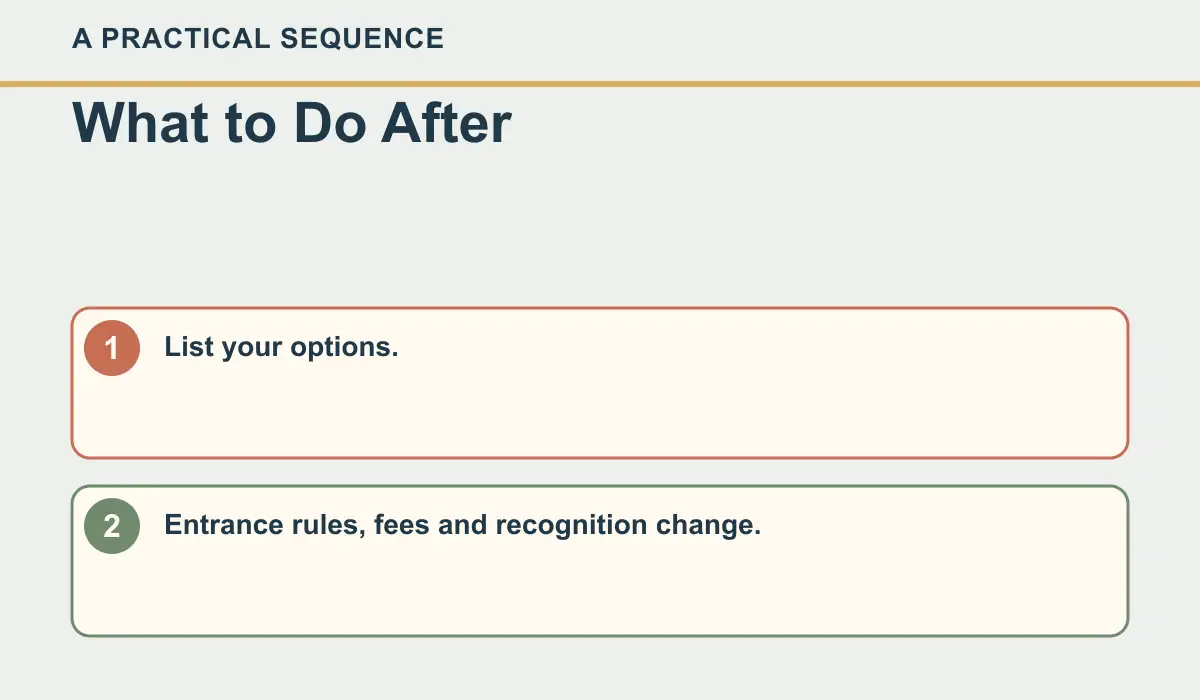 A PRACTICAL SEQUENCE
What to Do After
1 List your options.
2 Entrance rules, fees and recognition change.